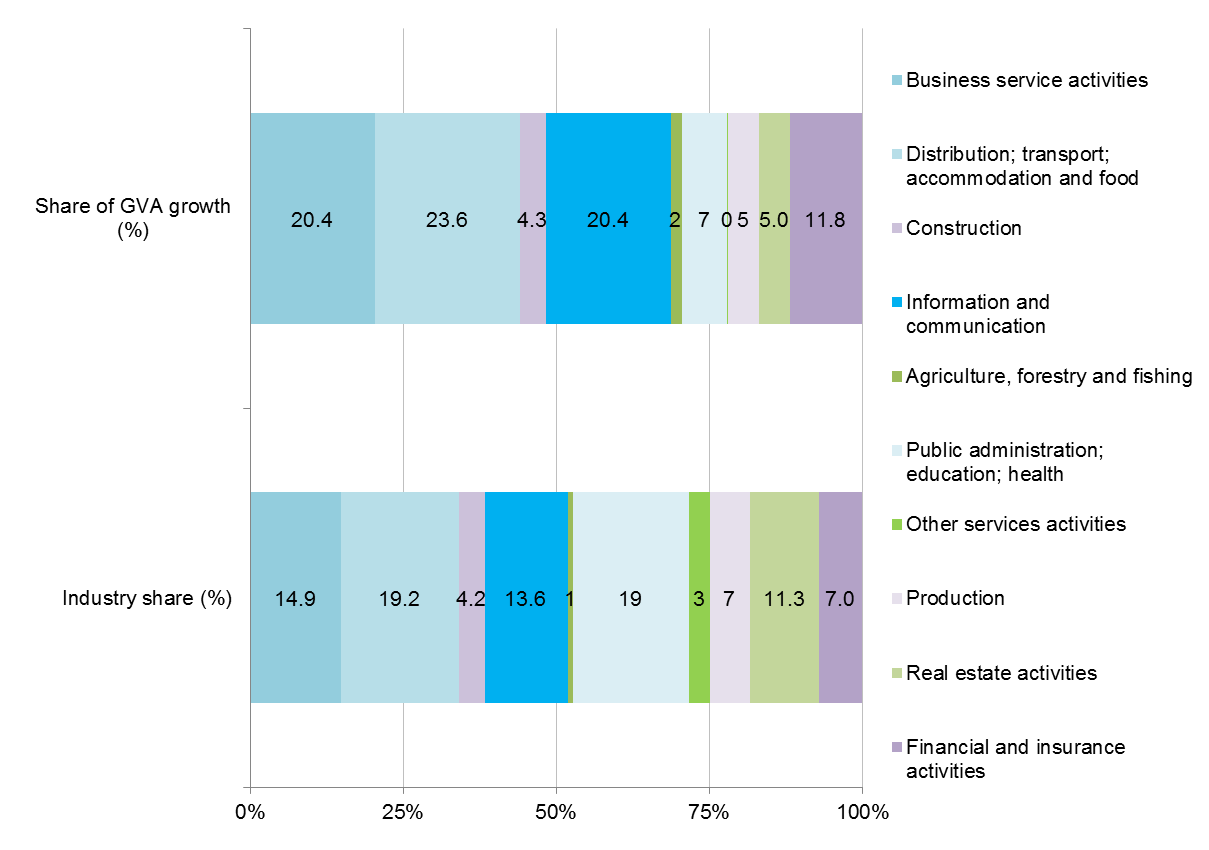 Share of GVA growth
(%)
20.4 23.6 4.3 20.4 2 7 0 5 5.0 11.8
Industry share (%)
14.9 19.2 4.2 13.6 1 19 3 7 11.3 7.0
0% 25% 50% 75% 100%
Business service activities
Distribution; transport;
accommodation and food
Construction
Information and
communication
Agriculture, forestry and fishing
Public administration;
education; health
Other services activities
Production
Real estate activities
Financial and insurance
activities